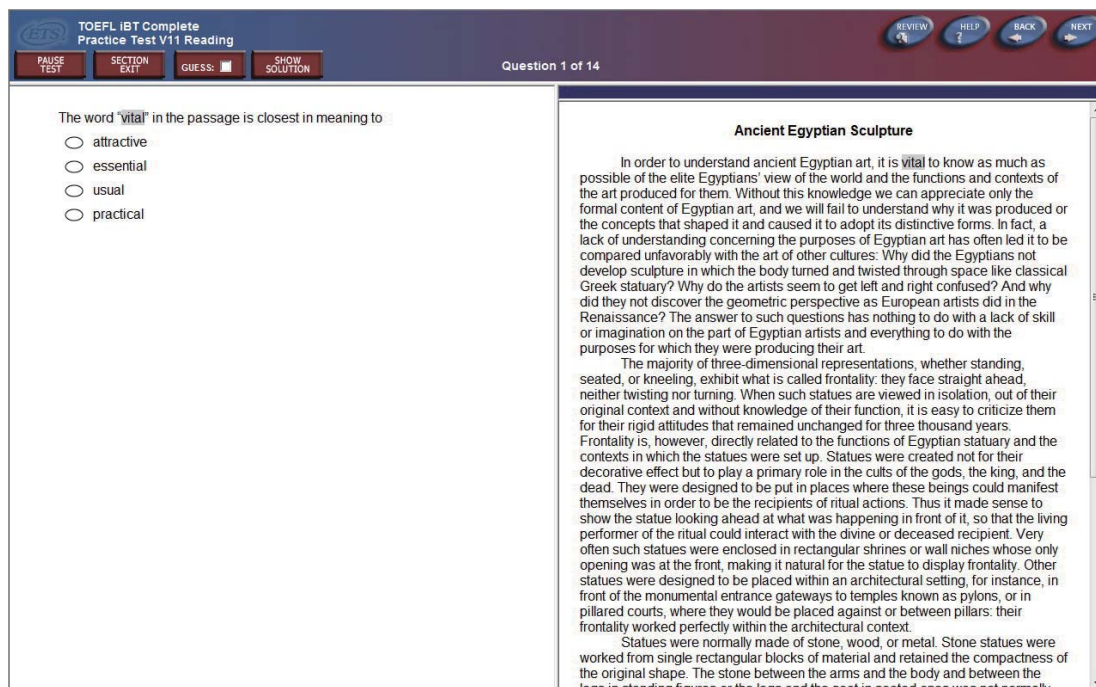 ETS
TOEFL iBT Complete
Practice Test V11 Reading
REVIEW
HELP
?
BACK
NEXT
PAUSE
TEST
SECTION
EXIT
GUESS:
SHOW
SOLUTION
Question 1 of 14
The word "vital" in the passage is closest in meaning to
attractive
essential
usual
practical
Ancient Egyptian Sculpture
In order to understand ancient Egyptian art, it is vital to know as much as
possible of the elite Egyptians' view of the world and the functions and contexts of
the art produced for them. Without this knowledge we can appreciate only the
formal content of Egyptian art, and we will fail to understand why it was produced or
the concepts that shaped it and caused it to adopt its distinctive forms. In fact, a
lack of understanding concerning the purposes of Egyptian art has often led it to be
compared unfavorably with the art of other cultures: Why did the Egyptians not
develop sculpture in which the body turned and twisted through space like classical
Greek statuary? Why do the artists seem to get left and right confused? And why
did they not discover the geometric perspective as European artists did in the
Renaissance? The answer to such questions has nothing to do with a lack of skill
or imagination on the part of Egyptian artists and everything to do with the
purposes for which they were producing their art.
The majority of three-dimensional representations, whether standing,
seated, or kneeling, exhibit what is called frontality: they face straight ahead,
neither twisting nor turning. When such statues are viewed in isolation, out of their
original context and without knowledge of their function, it is easy to criticize them
for their rigid attitudes that remained unchanged for three thousand years.
Frontality is, however, directly related to the functions of Egyptian statuary and the
contexts in which the statues were set up. Statues were created not for their
decorative effect but to play a primary role in the cults of the gods, the king, and the
dead. They were designed to be put in places where these beings could manifest
themselves in order to be the recipients of ritual actions. Thus it made sense to
show the statue looking ahead at what was happening in front of it, so that the living
performer of the ritual could interact with the divine or deceased recipient. Very
often such statues were enclosed in rectangular shrines or wall niches whose only
opening was at the front, making it natural for the statue to display frontality. Other
statues were designed to be placed within an architectural setting, for instance, in
front of the monumental entrance gateways to temples known as pylons, or in
pillared courts, where they would be placed against or between pillars: their
frontality worked perfectly within the architectural context.
Statues were normally made of stone, wood, or metal. Stone statues were
worked from single rectangular blocks of material and retained the compactness of
the original shape. The stone between the arms and the body and between the